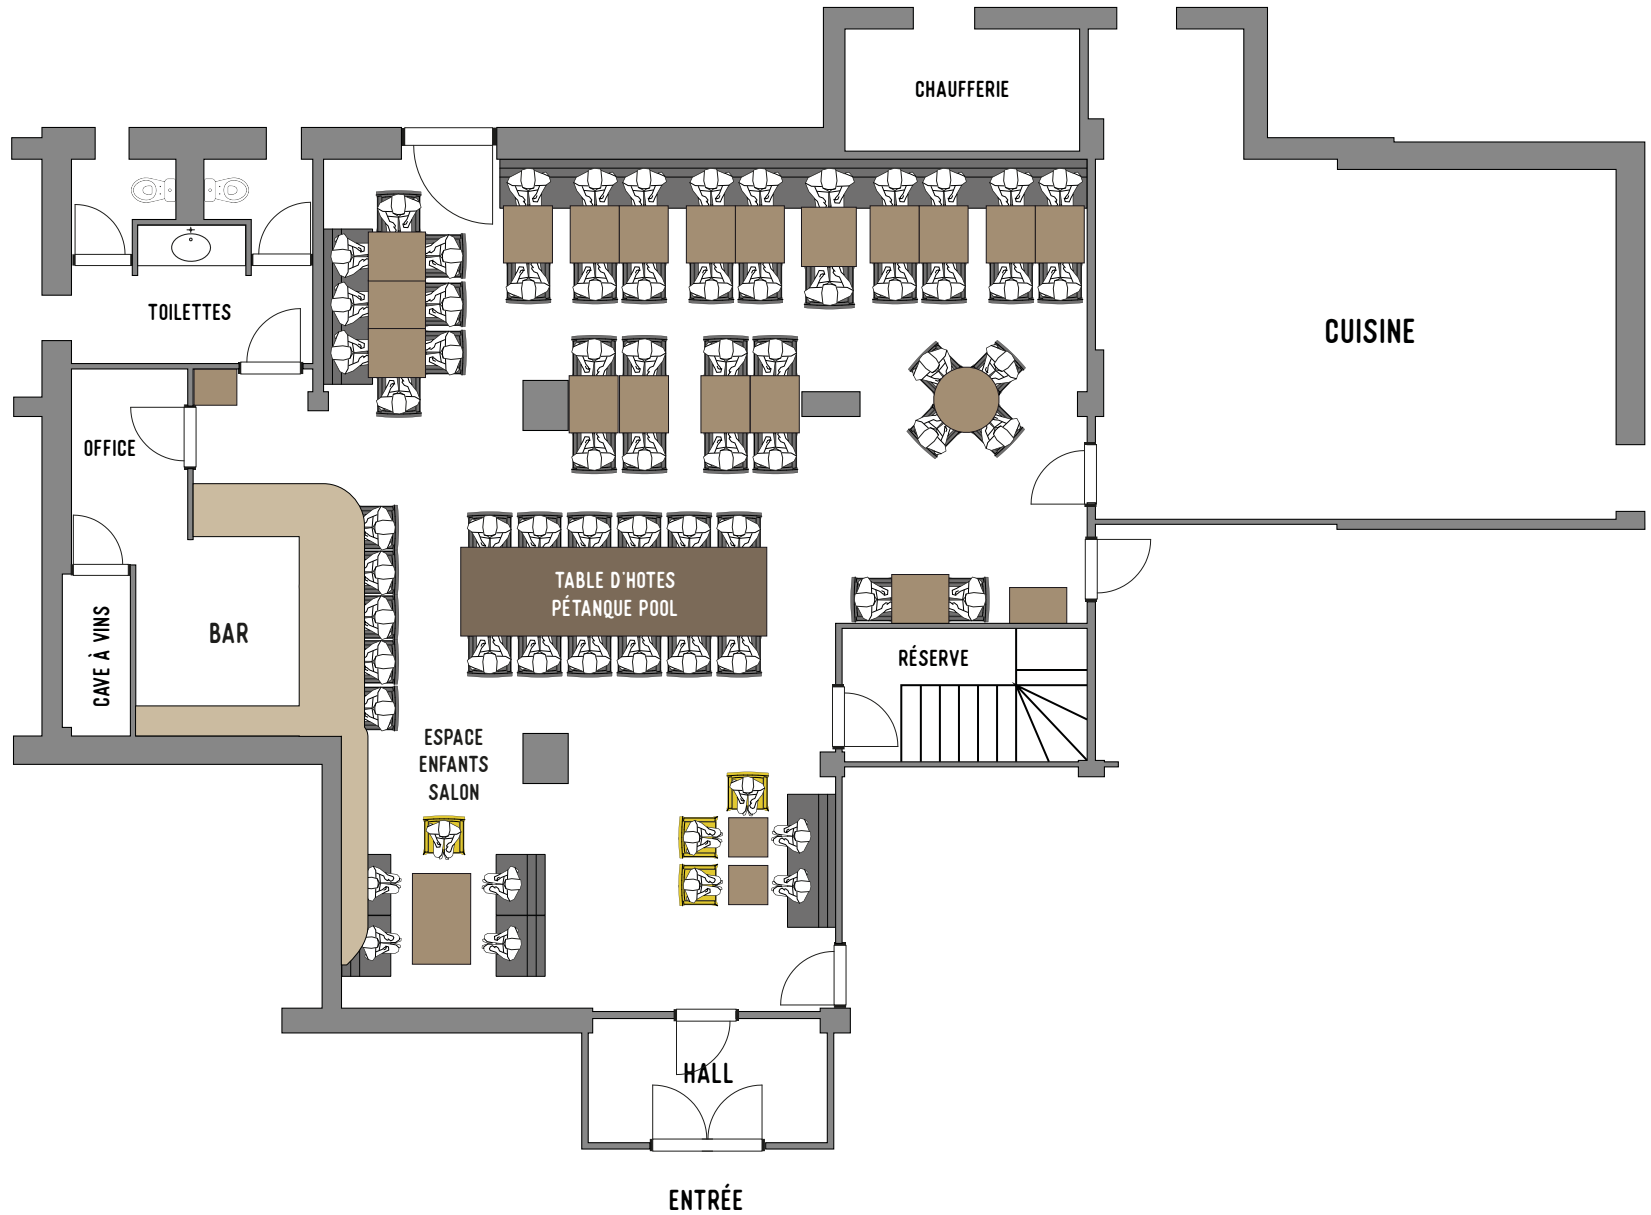 CHAUFFERIE
TOILETTES
CUISINE
OFFICE
TABLE D'HOTES
PÉTANQUE POOL
BAR
CAVE À VINS
RÉSERVE
ESPACE
ENFANTS
SALON
HALL
ENTRÉE